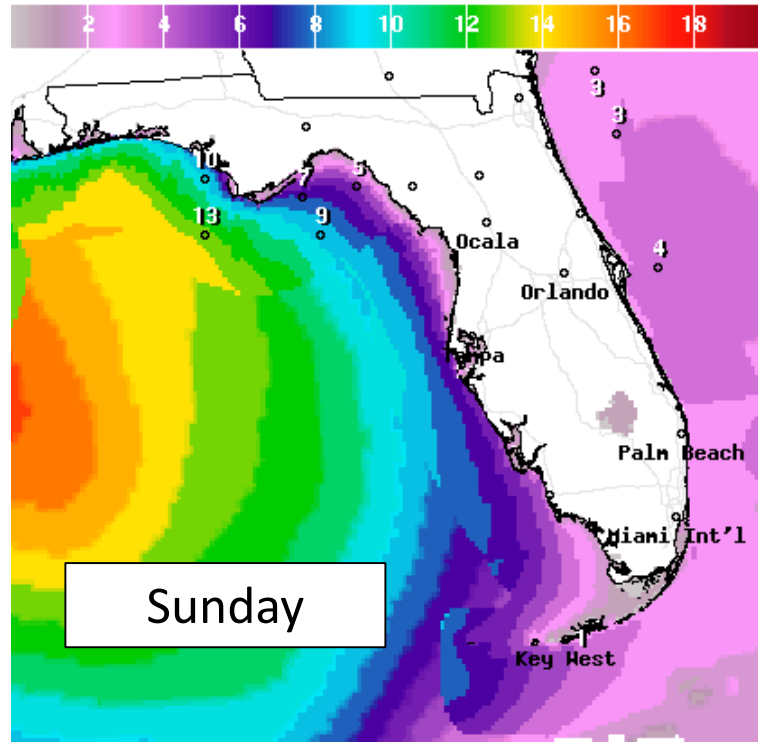 2 4 6 8 10 12 14 16 18
3
3
10
7 5
13 9
Ocala
4
Orlando
Tampa
Palm Beach
Miami Int'l
Sunday
1
Key West